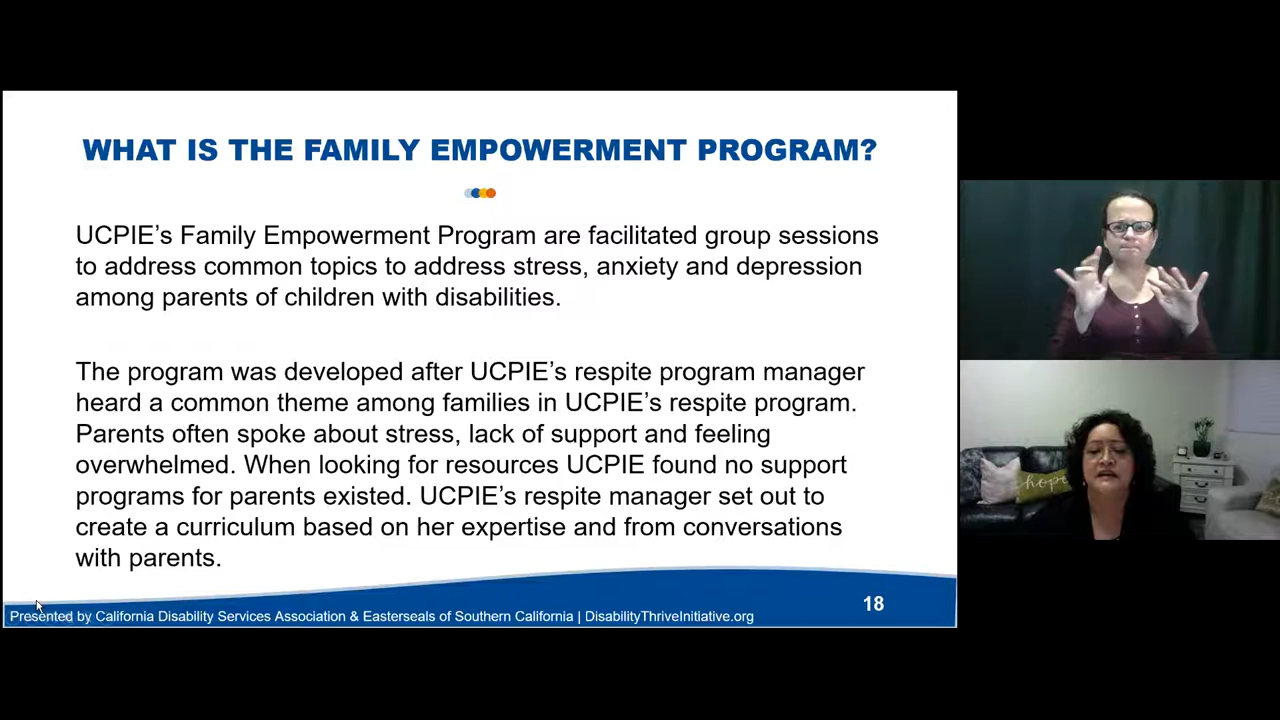 WHAT IS THE FAMILY EMPOWERMENT PROGRAM?
UCPIE’s Family Empowerment Program are facilitated group sessions
to address common topics to address stress, anxiety and depression
among parents of children with disabilities.
The program was developed after UCPIE’s respite program manager
heard a common theme among families in UCPIE’s respite program.
Parents often spoke about stress, lack of support and feeling
overwhelmed. When looking for resources UCPIE found no support
programs for parents existed. UCPIE’s respite manager set out to
create a curriculum based on her expertise and from conversations
with parents.
18
Presented by California Disability Services Association & Easterseals of Southern California | DisabilityThriveInitiative.org
hope